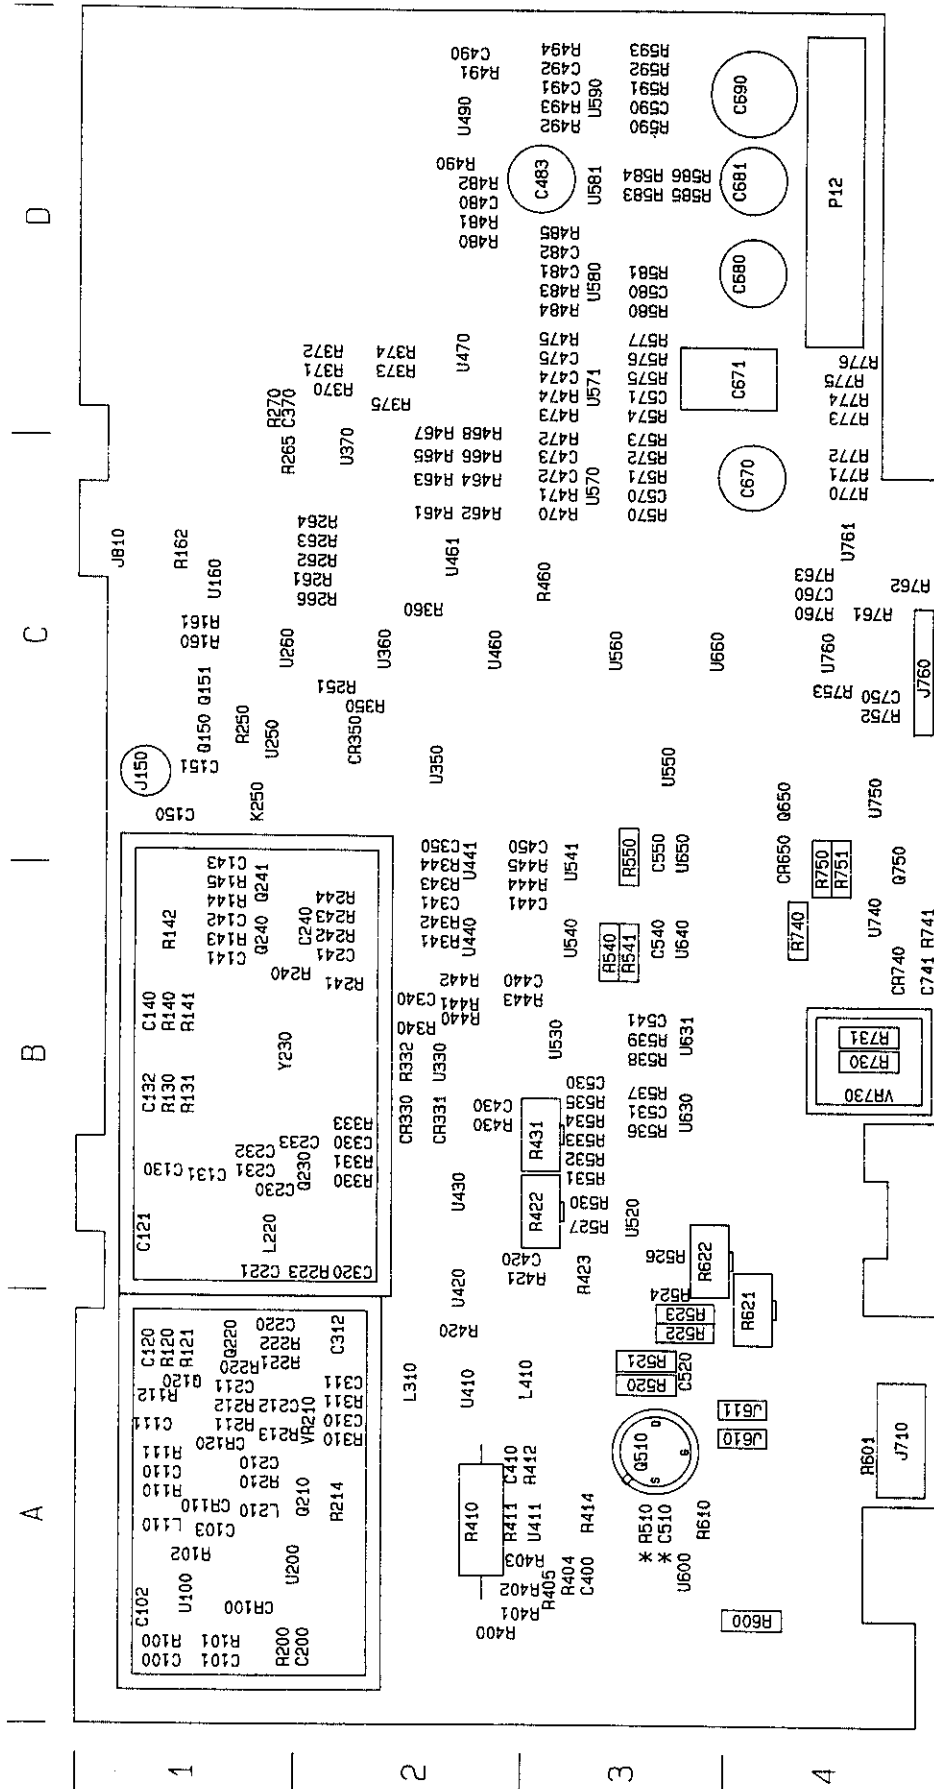 A B C D
1
2
3
4
C100 R100 C102 L110 R110 C110 R111 C111 R112 C120 C121 C130 C132 C140 J150 J810
C101 R101 U100 R102 C103 CR110 CR120 Q120 R120 R121 C131 R130 R131 R140 R141 R142 C150 C151 Q150 Q151 R160 R161 U160 R162
CR100 L210 R210 C210 R211 R212 C211 R220 Q220 C141 R143 C142 R144 R145 C143
R200 C200 U200 Q210 R214 R213 C212 VR210 R221 R222 C220 C221 L220 R223 C230 C231 C232 Q230 C233 Y230 R240 Q240 C240 Q241 K250 R250 U250 U260 R265 R270 C370
R310 C310 R311 C311 C312 C320 R330 R331 C330 R333 R241 C241 R242 R243 R244 CR350 R350 R251 R266 R261 R262 R263 R264 U370 R370 R371 R372
L310 CR330 CR331 R332 U330 R340 C340 U350 U360 R360 R375 R373 R374
R341 R342 C341 R343 R344 C350
R461 R463 R465 R467
R400 R401 R402 R403 R410 U410 R420 U420 U430 R440 R441 R442 U440 U441 U461 R462 R464 R466 R468 U470 R480 R481 C480 R482 R490 U490 R491 C490
R411 C410
R405 R404 C400 U411 R412 R414 L410 R421 C420 R423 R422 R431 R430 C430 R443 C440 C441 R444 R445 C450 U460 R460
R470 R471 C472 C473 R472 R473 R474 C474 C475 R475 R484 R483 C481 C482 R485 C483 R492 R493 C491 C492 R494
R527 R530 R531 R532 R533 R534 R535 C530 U530 U540 U541 U570 U571 U580 U581 U590
*R510 *C510 Q510 S G D R520 R521 U520 R540 R541 R550 U560
R522 R523 R524 R526 C520 R536 C531 R537 R538 R539 C541 C540 C550 U550 R570 C570 R571 R572 R573 R574 C571 R575 R576 R577 R580 C580 R581 R583 R584 R590 C590 R591 R592 R593
U600 R610 R622 U630 U631 U640 U650 U660 R585 R586
R600 J610 J611 R621 C670 C671 C680 C681 C690
CR650 Q650
R740 R750 R751 R753 U760 R760 C760 R763 R770 R771 R772 R773 R774 R775 R776 P12
R601 J710 VR730 R730 R731 U740 U750 R752 C750 R761 U761
CR740 Q750 R762
C741 R741 J760